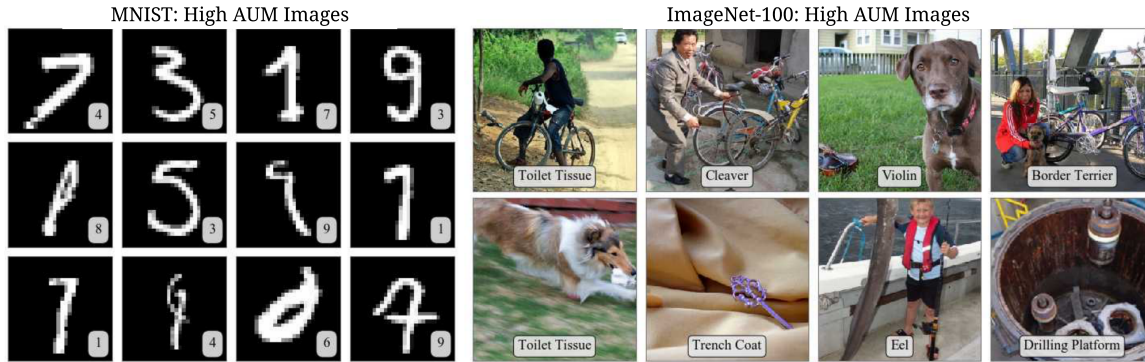 MNIST: High AUM Images
4 5 7 3
8 3 9 1
1 4 6 9
ImageNet-100: High AUM Images
Toilet Tissue Cleaver Violin Border Terrier
Toilet Tissue Trench Coat Eel Drilling Platform